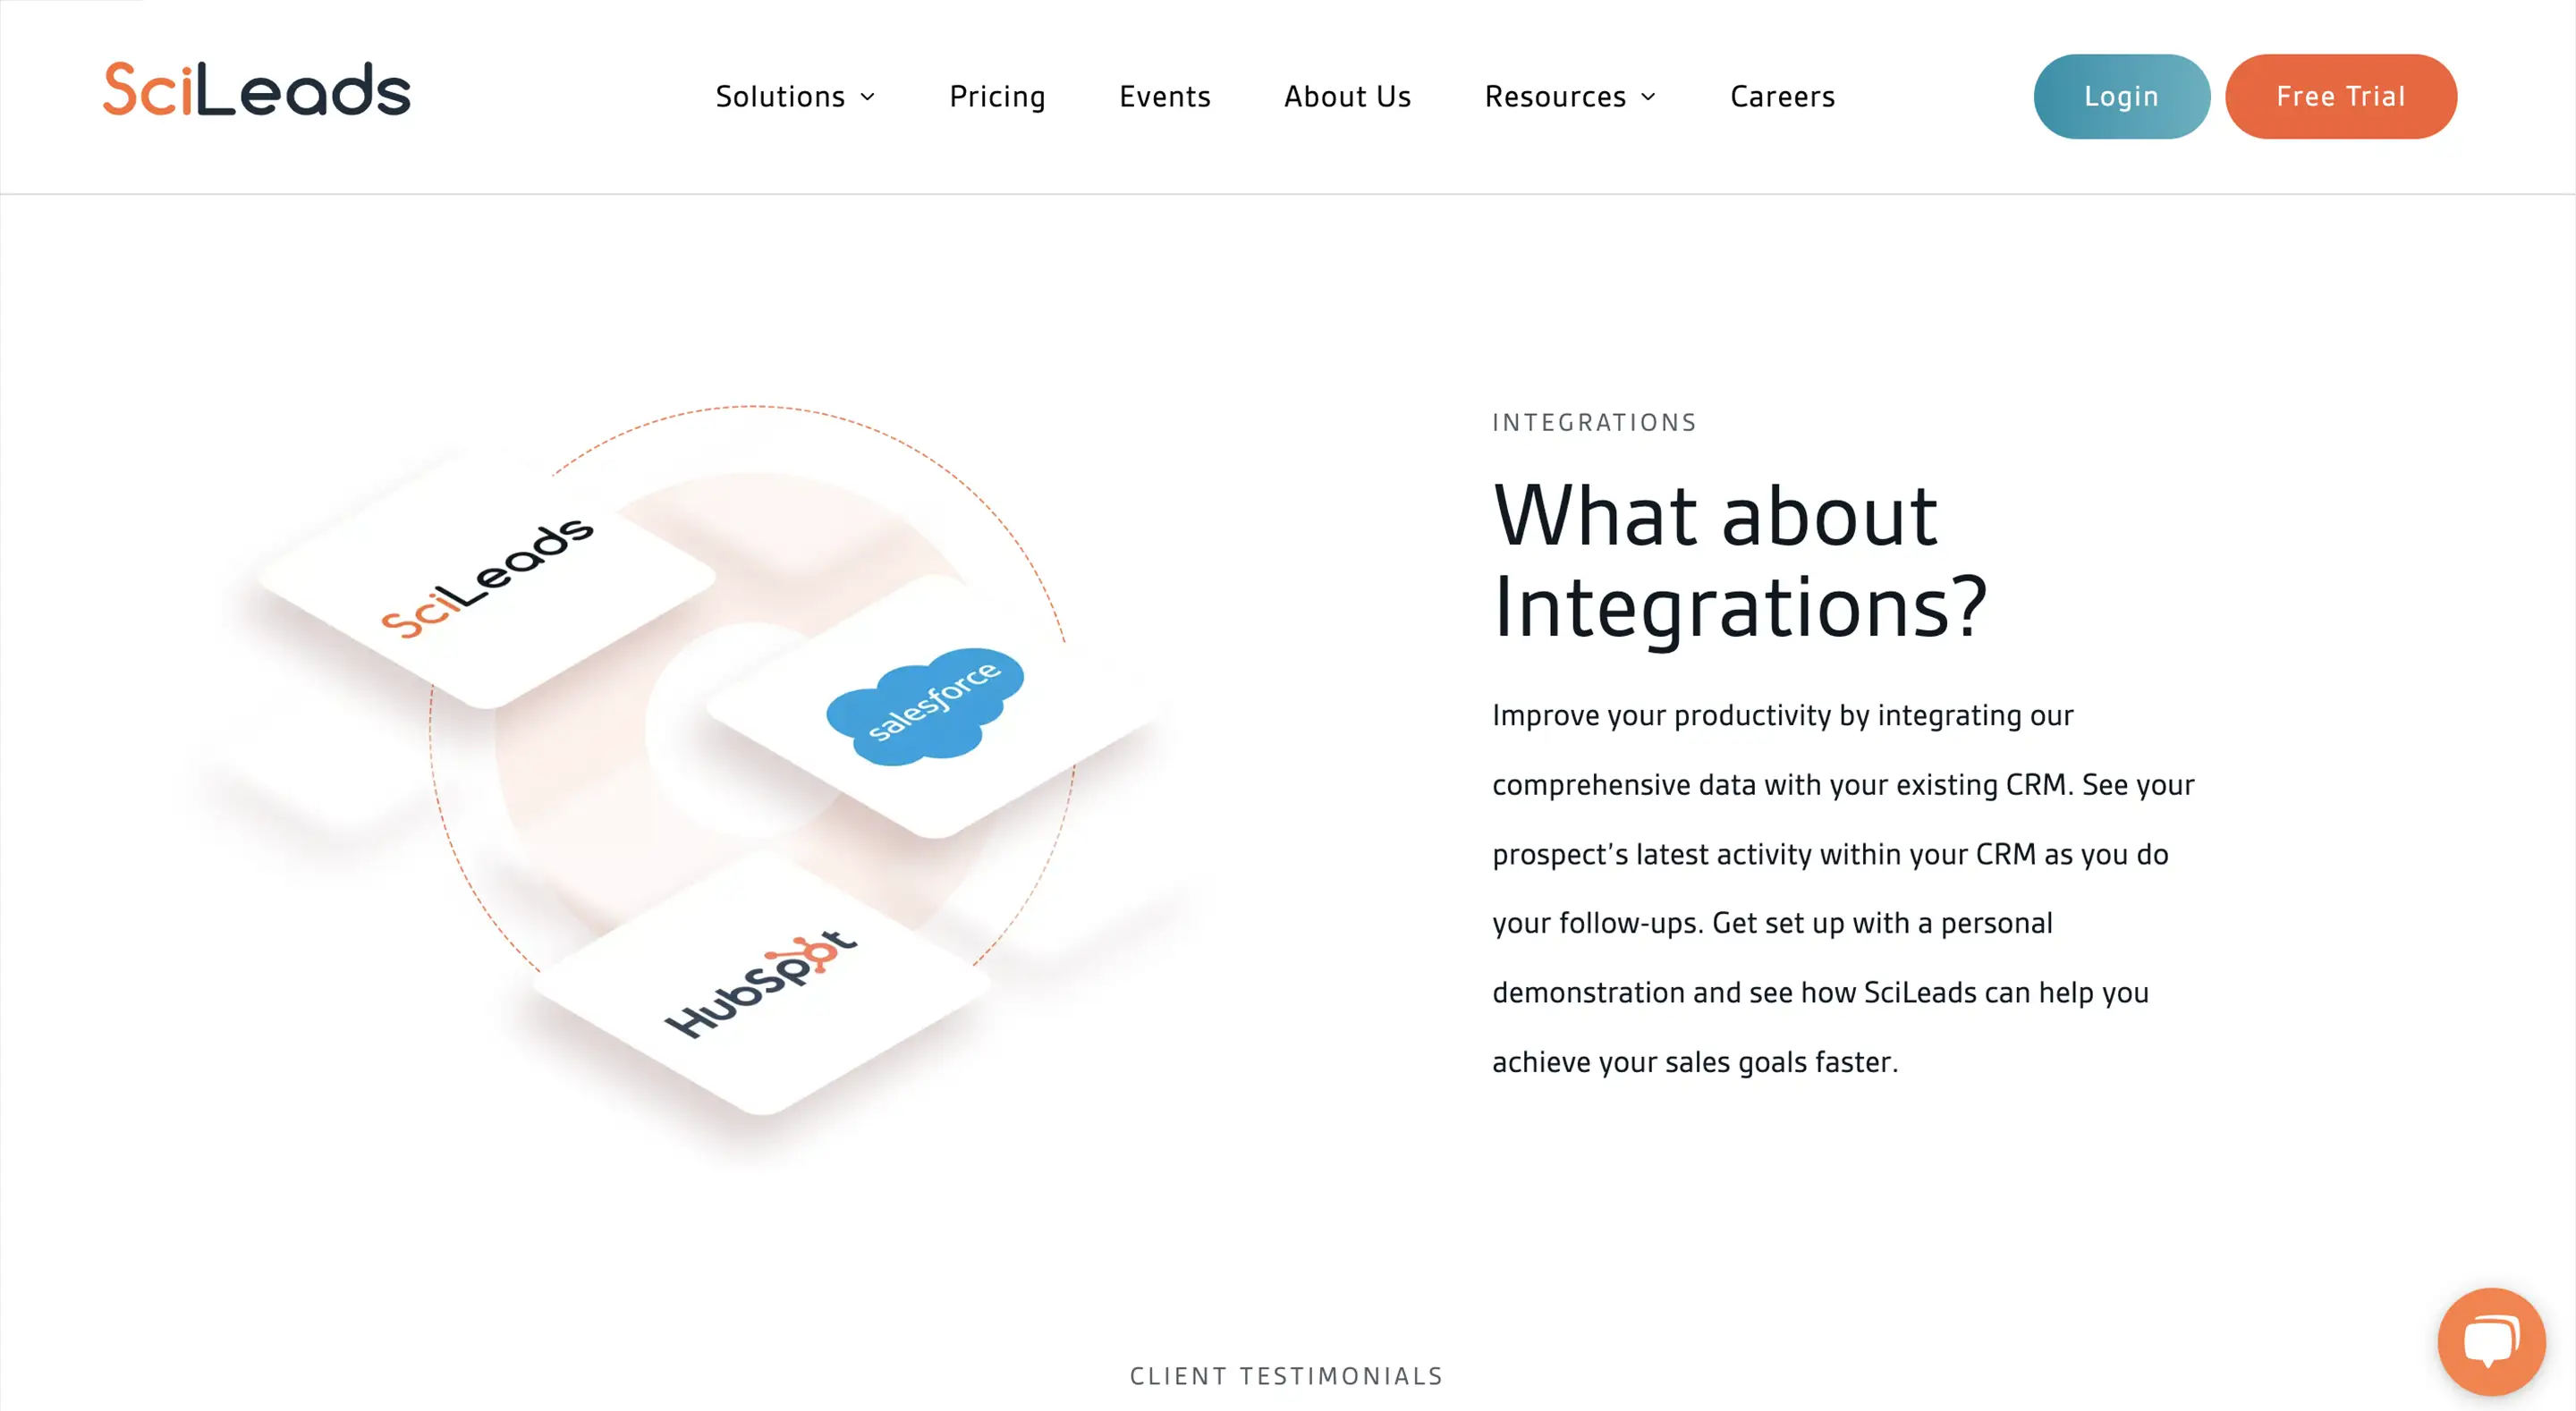 SciLeads
Solutions
Pricing
Events
About Us
Resources
Careers
Login
Free Trial
SciLeads
salesforce
HubSpot
INTEGRATIONS
What about
Integrations?
Improve your productivity by integrating our
comprehensive data with your existing CRM. See your
prospect's latest activity within your CRM as you do
your follow-ups. Get set up with a personal
demonstration and see how SciLeads can help you
achieve your sales goals faster.
CLIENT TESTIMONIALS